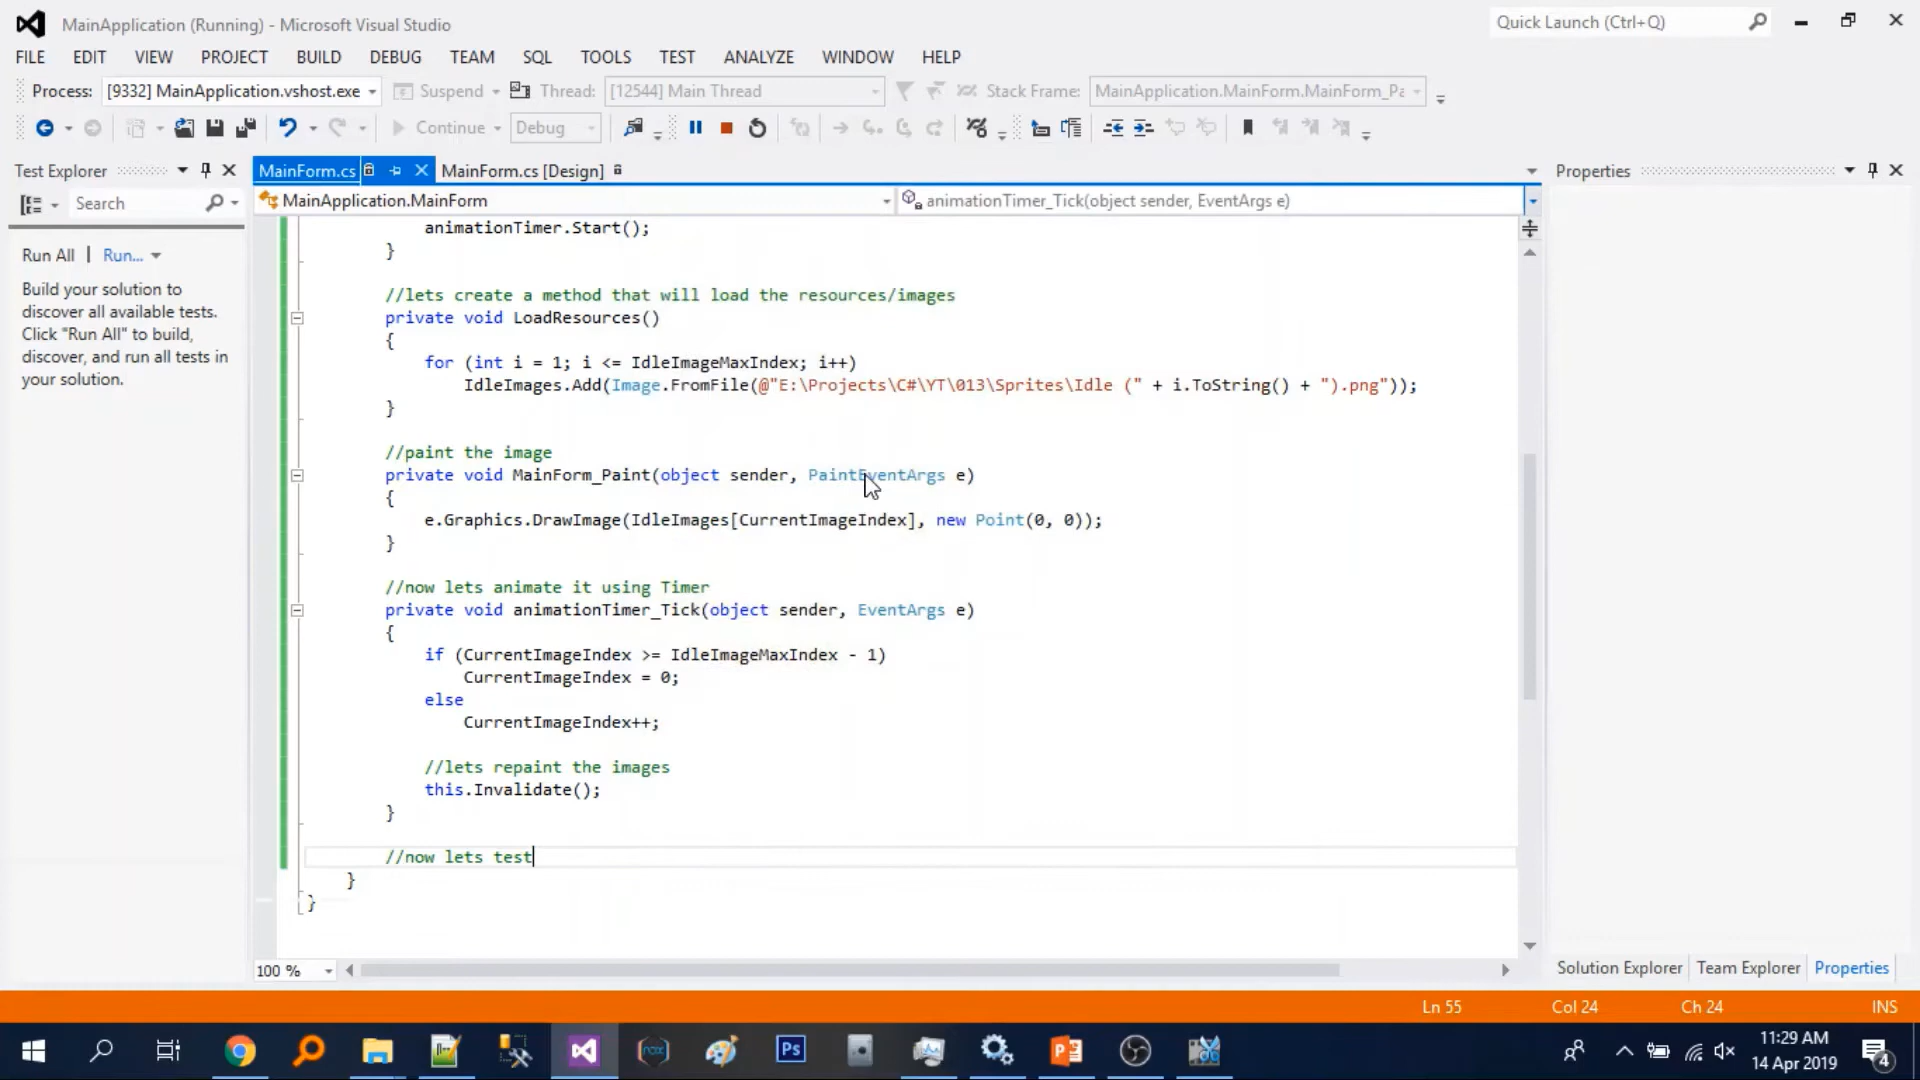 MainApplication (Running) - Microsoft Visual Studio
Quick Launch (Ctrl+Q)
FILE EDIT VIEW PROJECT BUILD DEBUG TEAM SQL TOOLS TEST ANALYZE WINDOW HELP
Process: [9332] MainApplication.vshost.exe Suspend Thread: [12544] Main Thread Stack Frame: MainApplication.MainForm.MainForm_Pa
Continue Debug
Test Explorer
MainForm.cs MainForm.cs [Design]
Properties
Search
MainApplication.MainForm animationTimer_Tick(object sender, EventArgs e)
Run All | Run...
Build your solution to
discover all available tests.
Click "Run All" to build,
discover, and run all tests in
your solution.
animationTimer.Start();
}
//lets create a method that will load the resources/images
private void LoadResources()
{
for (int i = 1; i <= IdleImageMaxIndex; i++)
IdleImages.Add(Image.FromFile(@"E:\Projects\C#\YT\013\Sprites\Idle (" + i.ToString() + ").png"));
}
//paint the image
private void MainForm_Paint(object sender, PaintEventArgs e)
{
e.Graphics.DrawImage(IdleImages[CurrentImageIndex], new Point(0, 0));
}
//now lets animate it using Timer
private void animationTimer_Tick(object sender, EventArgs e)
{
if (CurrentImageIndex >= IdleImageMaxIndex - 1)
CurrentImageIndex = 0;
else
CurrentImageIndex++;
//lets repaint the images
this.Invalidate();
}
//now lets test
}
}
100 %
Solution Explorer Team Explorer Properties
Ln 55 Col 24 Ch 24 INS
Ps
11:29 AM
14 Apr 2019
4